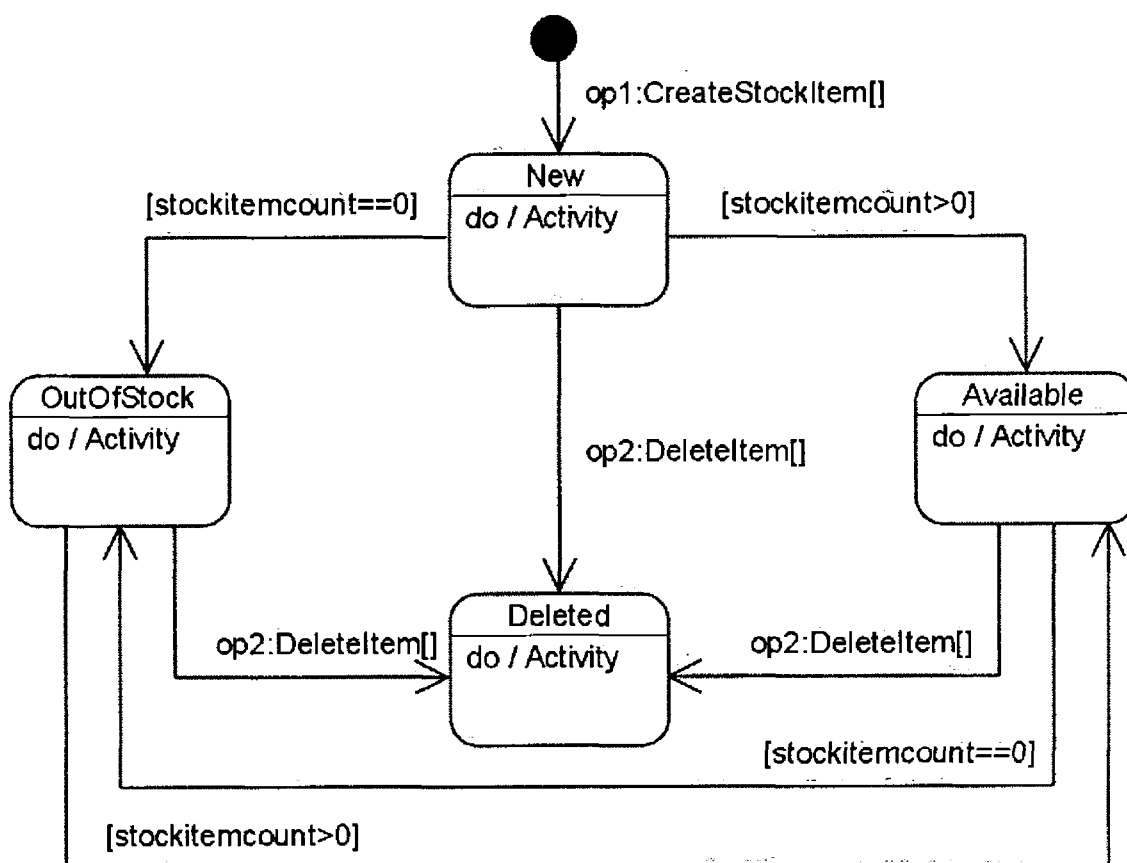 op1:CreateStockItem[]
New
do / Activity
[stockitemcount==0]
[stockitemcount>0]
OutOfStock
do / Activity
Available
do / Activity
op2:DeleteItem[]
Deleted
do / Activity
op2:DeleteItem[]
op2:DeleteItem[]
[stockitemcount==0]
[stockitemcount>0]